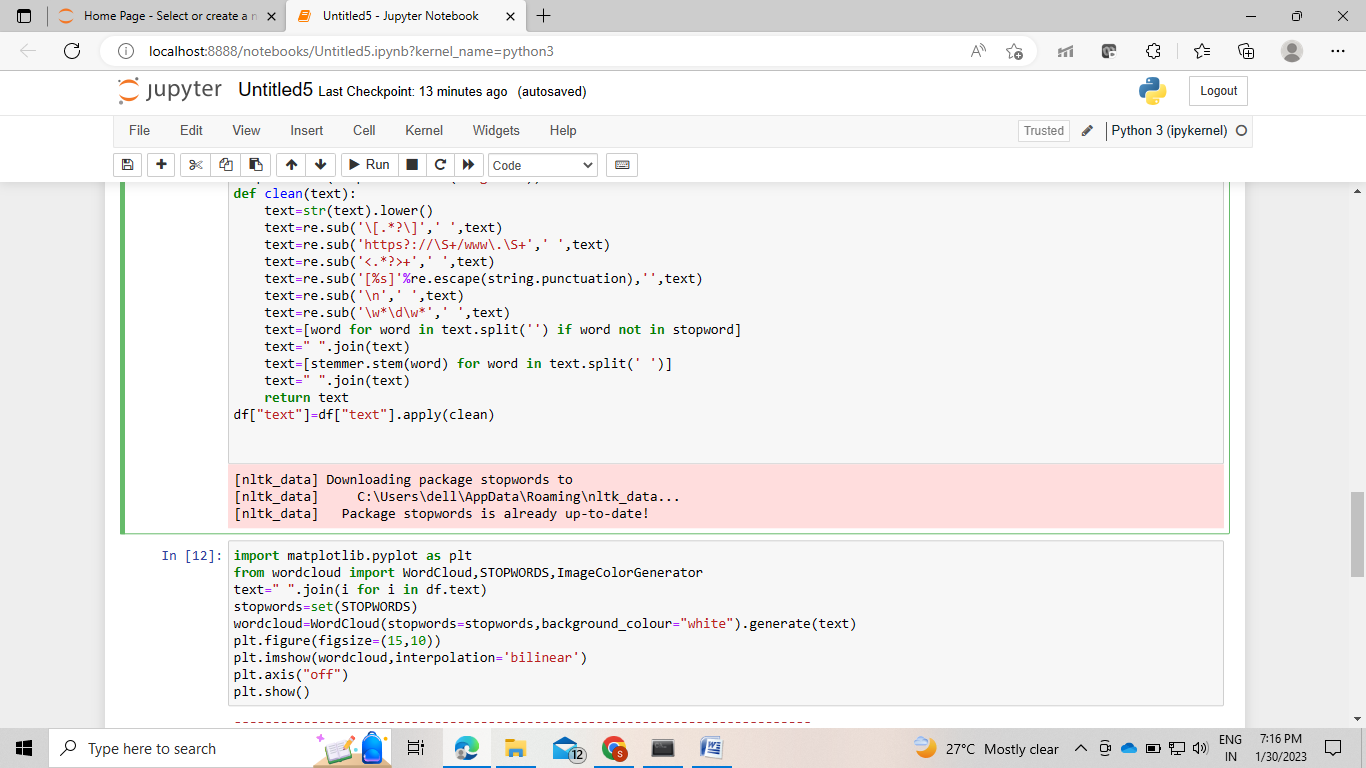 Home Page - Select or create a n
Untitled5 - Jupyter Notebook
localhost:8888/notebooks/Untitled5.ipynb?kernel_name=python3
jupyter Untitled5 Last Checkpoint: 13 minutes ago (autosaved)
Logout
File Edit View Insert Cell Kernel Widgets Help
Trusted Python 3 (ipykernel)
Run Code
def clean(text):
    text=str(text).lower()
    text=re.sub('\[.*?\]',' ',text)
    text=re.sub('https?://\S+/www\.\S+',' ',text)
    text=re.sub('<.*?>+',' ',text)
    text=re.sub('[%s]'%re.escape(string.punctuation),'',text)
    text=re.sub('\n',' ',text)
    text=re.sub('\w*\d\w*',' ',text)
    text=[word for word in text.split('') if word not in stopword]
    text=" ".join(text)
    text=[stemmer.stem(word) for word in text.split(' ')]
    text=" ".join(text)
    return text
df["text"]=df["text"].apply(clean)
[nltk_data] Downloading package stopwords to
[nltk_data]     C:\Users\dell\AppData\Roaming\nltk_data...
[nltk_data]   Package stopwords is already up-to-date!
In [12]:
import matplotlib.pyplot as plt
from wordcloud import WordCloud,STOPWORDS,ImageColorGenerator
text=" ".join(i for i in df.text)
stopwords=set(STOPWORDS)
wordcloud=WordCloud(stopwords=stopwords,background_colour="white").generate(text)
plt.figure(figsize=(15,10))
plt.imshow(wordcloud,interpolation='bilinear')
plt.axis("off")
plt.show()
---------------------------------------------------------------------------
Type here to search
12
S
27°C Mostly clear
ENG
IN
7:16 PM
1/30/2023